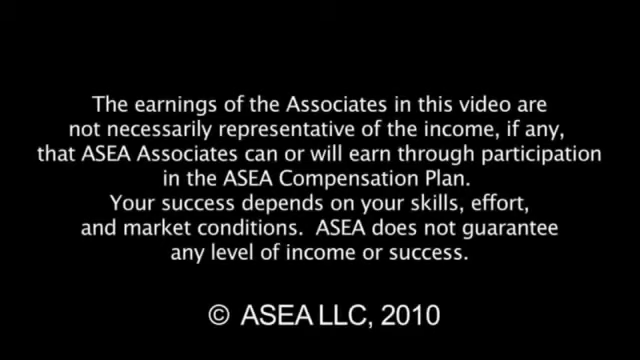 The earnings of the Associates in this video are
not necessarily representative of the income, if any,
that ASEA Associates can or will earn through participation
in the ASEA Compensation Plan.
Your success depends on your skills, effort,
and market conditions.  ASEA does not guarantee
any level of income or success.
© ASEA LLC, 2010